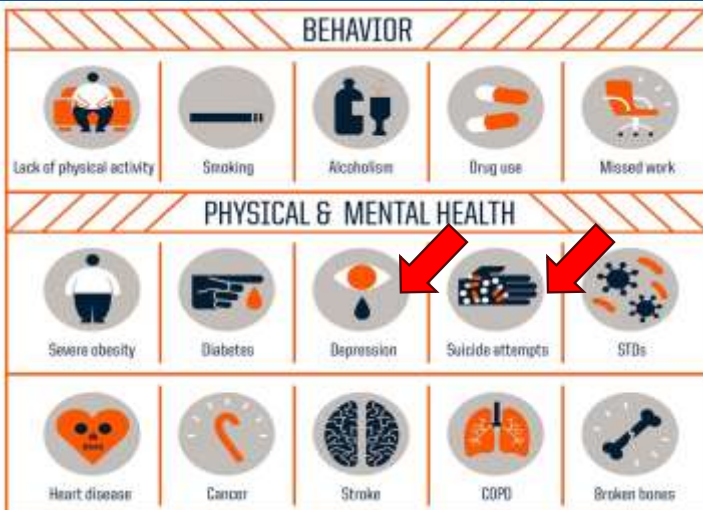 BEHAVIOR
Lack of physical activity
Smoking
Alcoholism
Drug use
Missed work
PHYSICAL & MENTAL HEALTH
Severe obesity
Diabetes
Depression
Suicide attempts
STDs
Heart disease
Cancer
Stroke
COPD
Broken bones